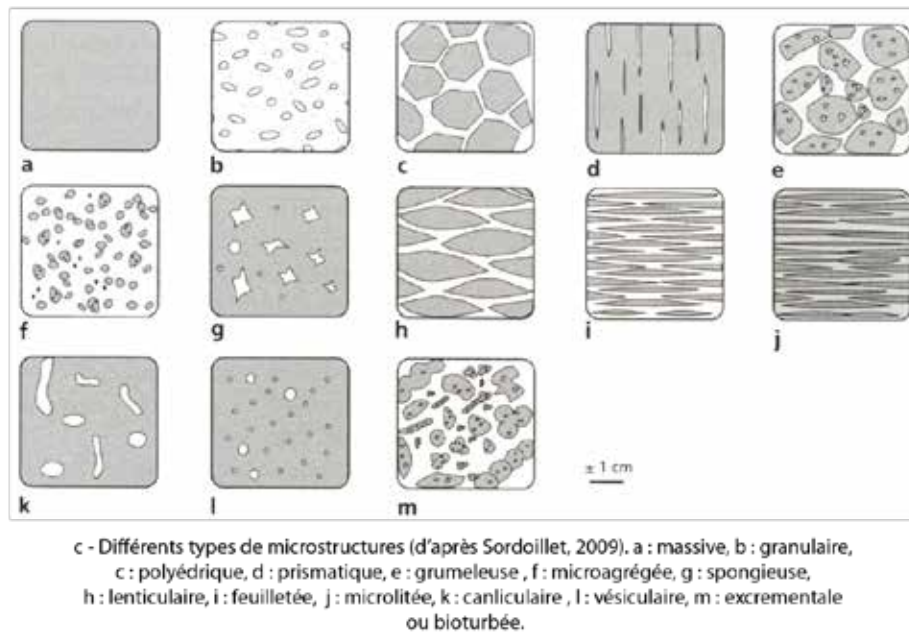 a b c d e
f g h i j
k l m ± 1 cm
c - Différents types de microstructures (d'après Sordoillet, 2009). a : massive, b : granulaire,
c : polyédrique, d : prismatique, e : grumeleuse , f : microagrégée, g : spongieuse,
h : lenticulaire, i : feuilletée, j : microlitée, k : canliculaire , l : vésiculaire, m : excrementale
ou bioturbée.